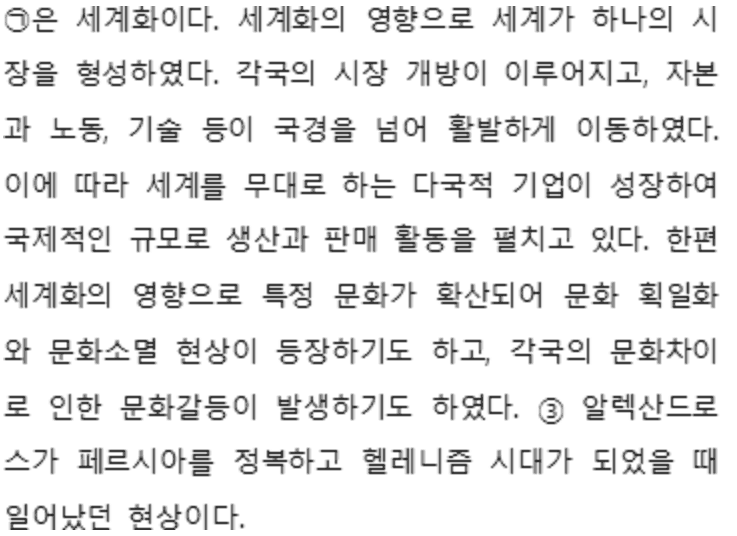 ㉠은 세계화이다. 세계화의 영향으로 세계가 하나의 시
장을 형성하였다. 각국의 시장 개방이 이루어지고, 자본
과 노동, 기술 등이 국경을 넘어 활발하게 이동하였다.
이에 따라 세계를 무대로 하는 다국적 기업이 성장하여
국제적인 규모로 생산과 판매 활동을 펼치고 있다. 한편
세계화의 영향으로 특정 문화가 확산되어 문화 획일화
와 문화소멸 현상이 등장하기도 하고, 각국의 문화차이
로 인한 문화갈등이 발생하기도 하였다. ③ 알렉산드로
스가 페르시아를 정복하고 헬레니즘 시대가 되었을 때
일어났던 현상이다.